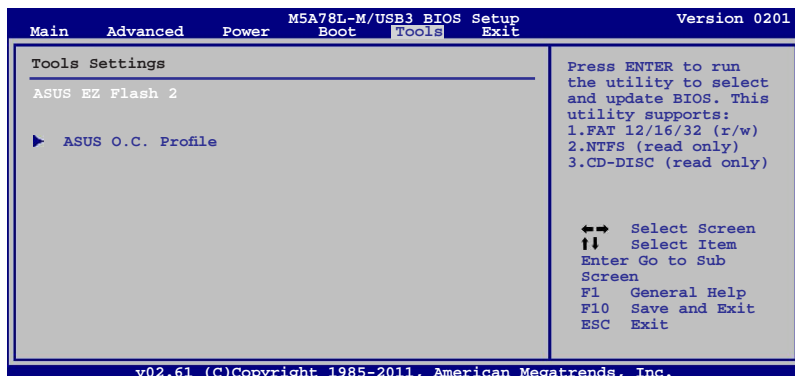 M5A78L-M/USB3 BIOS Setup Version 0201
Main Advanced Power Boot Tools Exit
Tools Settings
ASUS EZ Flash 2
ASUS O.C. Profile
Press ENTER to run
the utility to select
and update BIOS. This
utility supports:
1.FAT 12/16/32 (r/w)
2.NTFS (read only)
3.CD-DISC (read only)
Select Screen
Select Item
Enter Go to Sub
Screen
F1 General Help
F10 Save and Exit
ESC Exit
v02.61 (C)Copyright 1985-2011, American Megatrends, Inc.